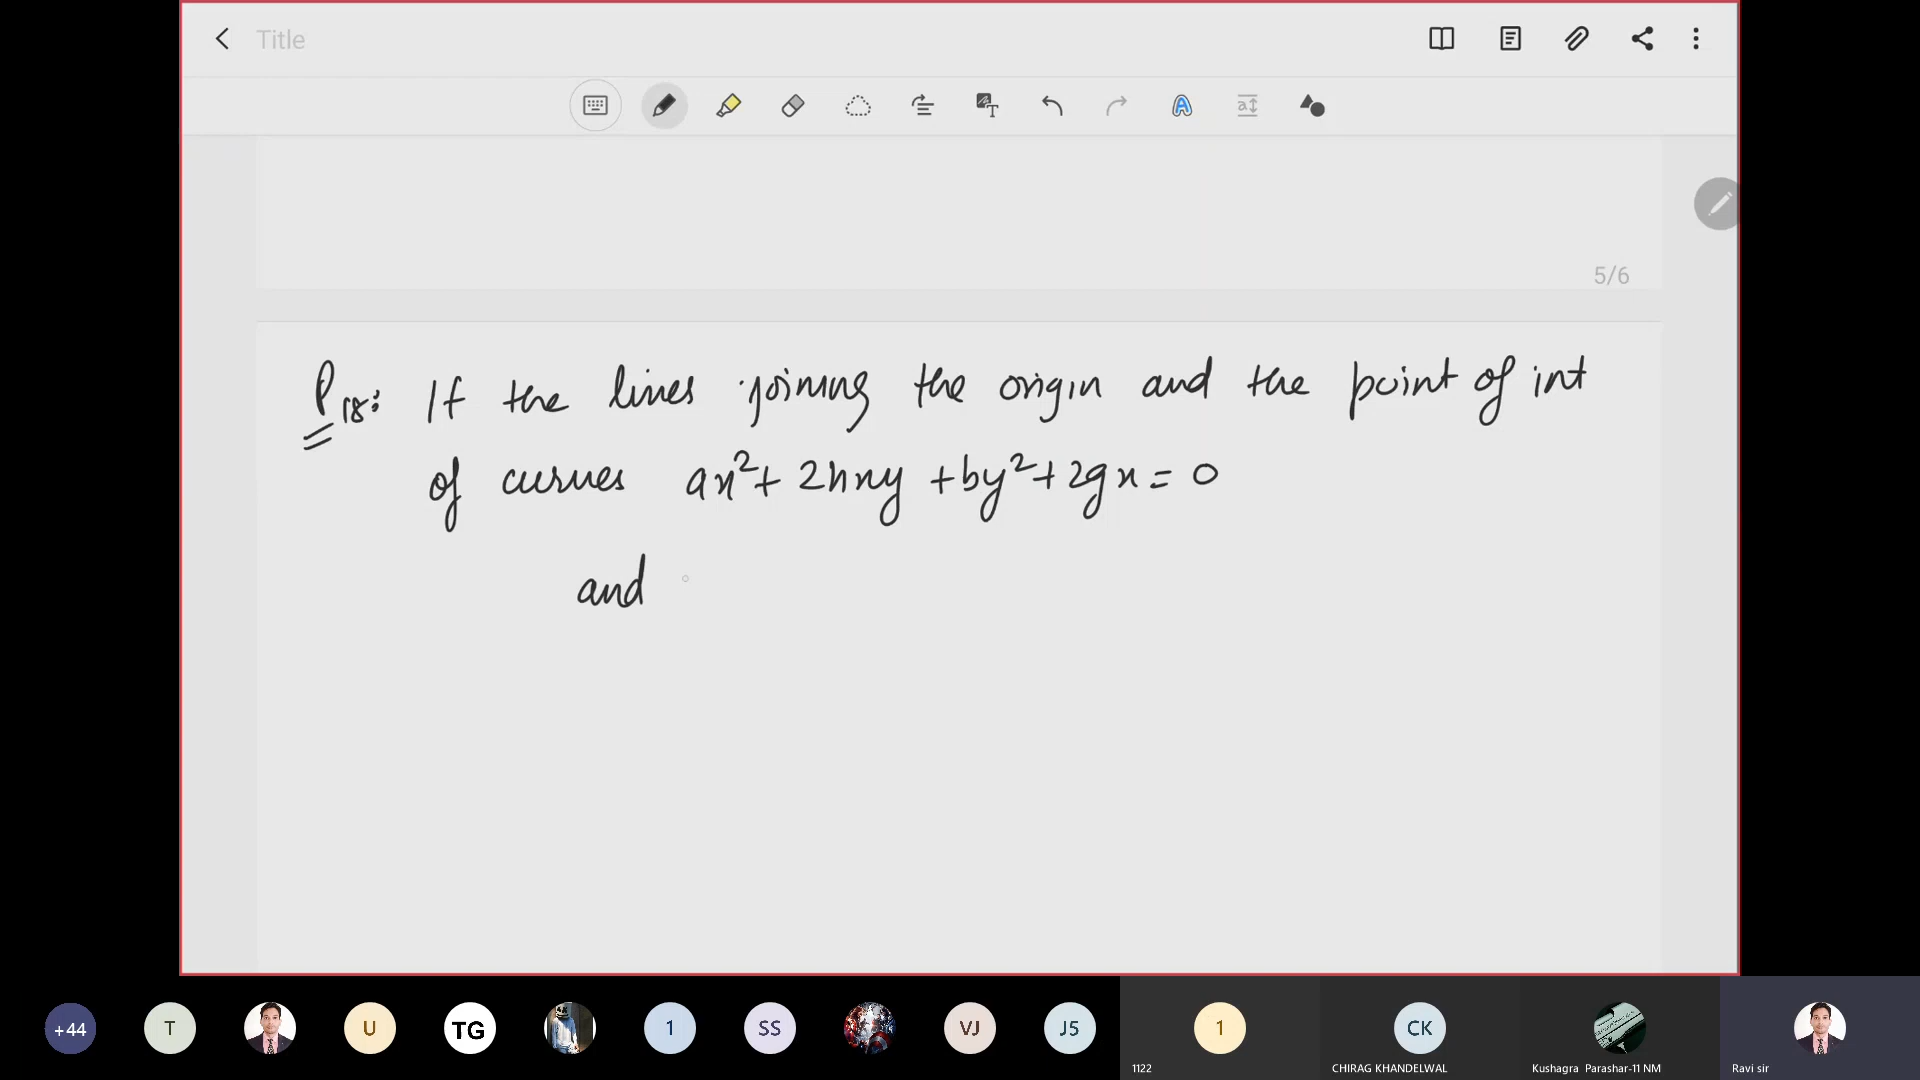 Title
5/6
P18: If the lines joining the origin and the point of int
of curves ax²+ 2hxy +by²+2gx = 0
and
+44
T
U
TG
1
SS
VJ
J5
1
CK
1122
CHIRAG KHANDELWAL
Kushagra Parashar-11 NM
Ravi sir